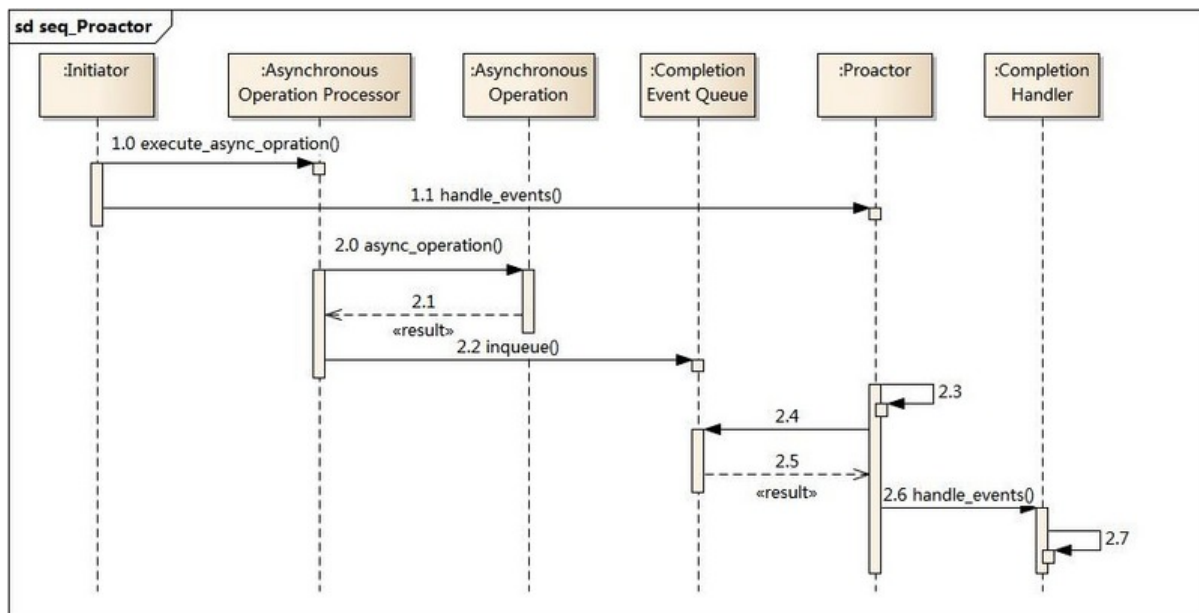 sd seq_Proactor
:Initiator
:Asynchronous
Operation Processor
:Asynchronous
Operation
:Completion
Event Queue
:Proactor
:Completion
Handler
1.0 execute_async_opration()
1.1 handle_events()
2.0 async_operation()
2.1
«result»
2.2 inqueue()
2.3
2.4
2.5
«result»
2.6 handle_events()
2.7